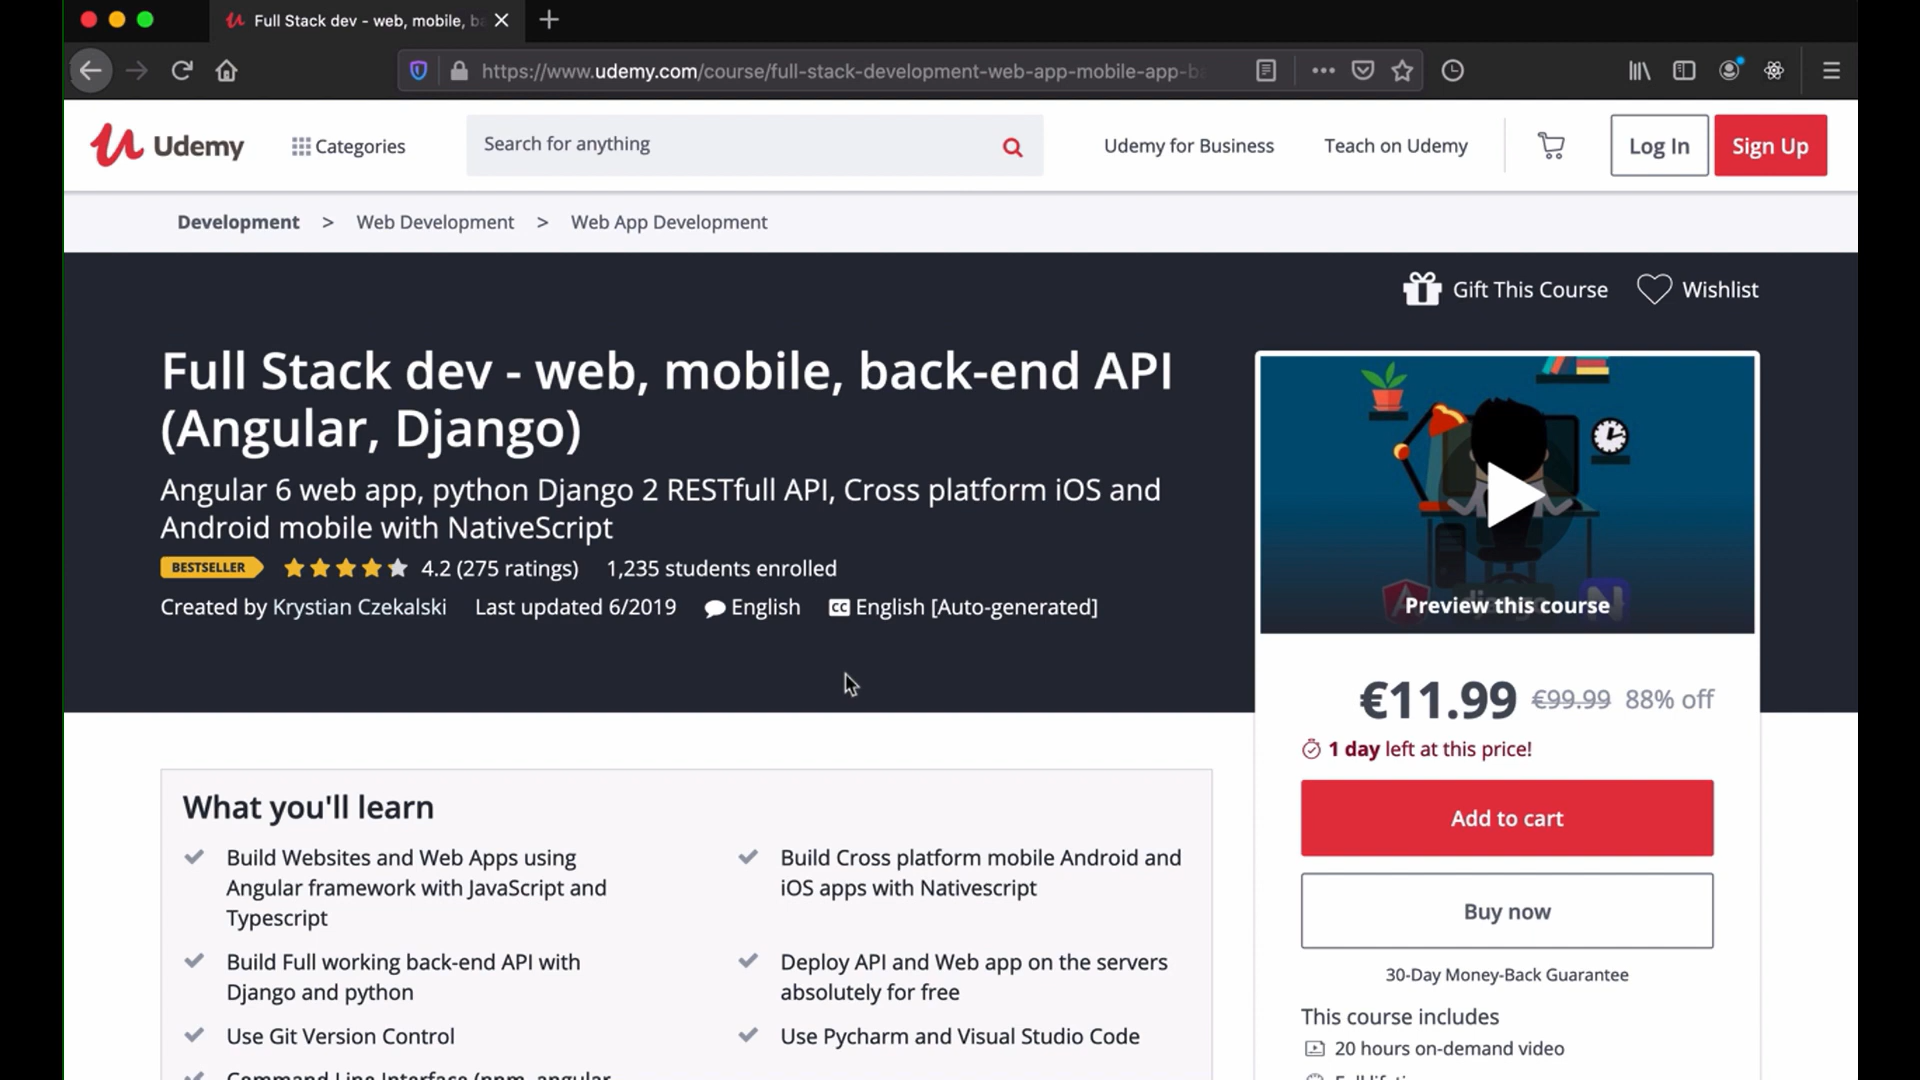 Full Stack dev - web, mobile, b
https://www.udemy.com/course/full-stack-development-web-app-mobile-app-b
Udemy
Categories
Search for anything
Udemy for Business
Teach on Udemy
Log In
Sign Up
Development > Web Development > Web App Development
Gift This Course
Wishlist
Full Stack dev - web, mobile, back-end API
(Angular, Django)
Angular 6 web app, python Django 2 RESTfull API, Cross platform iOS and
Android mobile with NativeScript
BESTSELLER 4.2 (275 ratings) 1,235 students enrolled
Created by Krystian Czekalski Last updated 6/2019 English CC English [Auto-generated]
Preview this course
€11.99 €99.99 88% off
1 day left at this price!
Add to cart
Buy now
30-Day Money-Back Guarantee
This course includes
20 hours on-demand video
What you'll learn
Build Websites and Web Apps using
Angular framework with JavaScript and
Typescript
Build Cross platform mobile Android and
iOS apps with Nativescript
Build Full working back-end API with
Django and python
Deploy API and Web app on the servers
absolutely for free
Use Git Version Control
Use Pycharm and Visual Studio Code
Command Line Interface (npm, angular